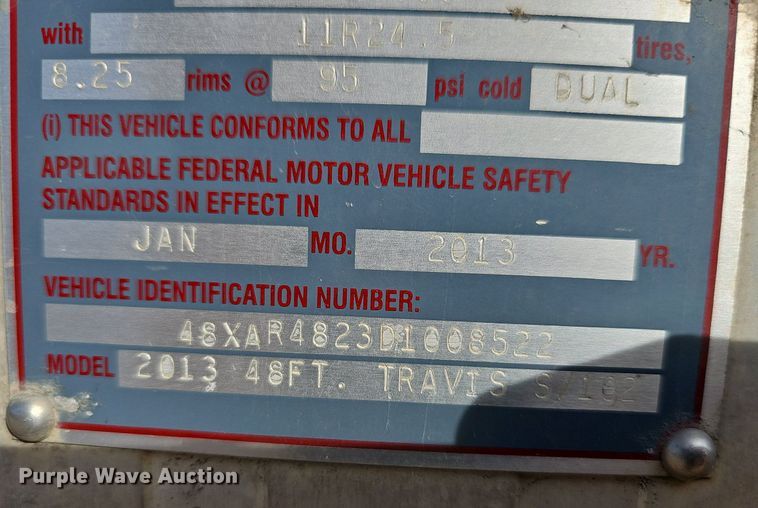 with 11R24.5 tires,
8.25 rims @ 95 psi cold DUAL
(i) THIS VEHICLE CONFORMS TO ALL
APPLICABLE FEDERAL MOTOR VEHICLE SAFETY
STANDARDS IN EFFECT IN
JAN MO. 2013 YR.
VEHICLE IDENTIFICATION NUMBER:
48XAR4823D1008522
MODEL 2013 48FT. TRAVIS S/102
Purple Wave Auction